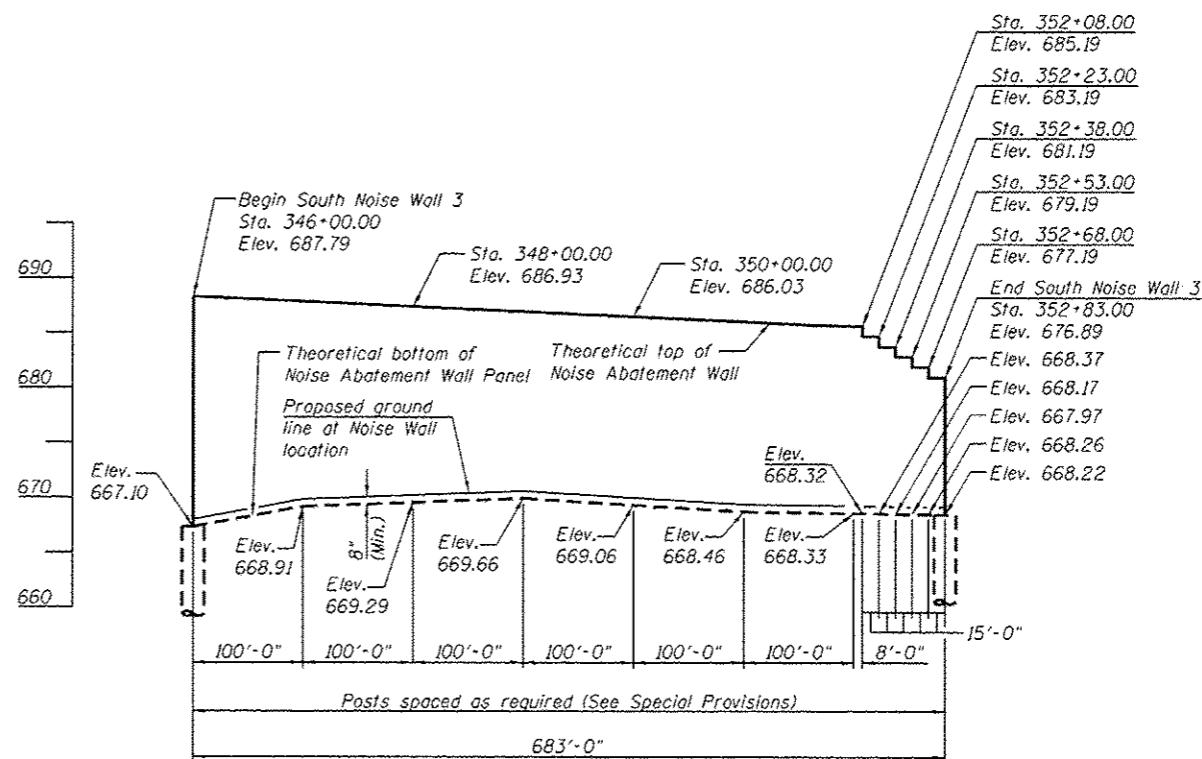 Sta. 352+08.00
Elev. 685.19
Sta. 352+23.00
Elev. 683.19
Sta. 352+38.00
Elev. 681.19
Sta. 352+53.00
Elev. 679.19
Sta. 352+68.00
Elev. 677.19
End South Noise Wall 3
Sta. 352+83.00
Elev. 676.89
Elev. 668.37
Elev. 668.17
Elev. 667.97
Elev. 668.26
Elev. 668.22
Begin South Noise Wall 3
Sta. 346+00.00
Elev. 687.79
Sta. 348+00.00
Elev. 686.93
Sta. 350+00.00
Elev. 686.03
690
680
670
660
Theoretical bottom of
Noise Abatement Wall Panel
Theoretical top of
Noise Abatement Wall
Proposed ground
line at Noise Wall
location
Elev.
667.10
Elev.
668.32
Elev.
668.91
8"
(Min.)
Elev.
669.29
Elev.
669.66
Elev.
669.06
Elev.
668.46
Elev.
668.33
15'-0"
100'-0"
100'-0"
100'-0"
100'-0"
100'-0"
100'-0"
8'-0"
Posts spaced as required (See Special Provisions)
683'-0"